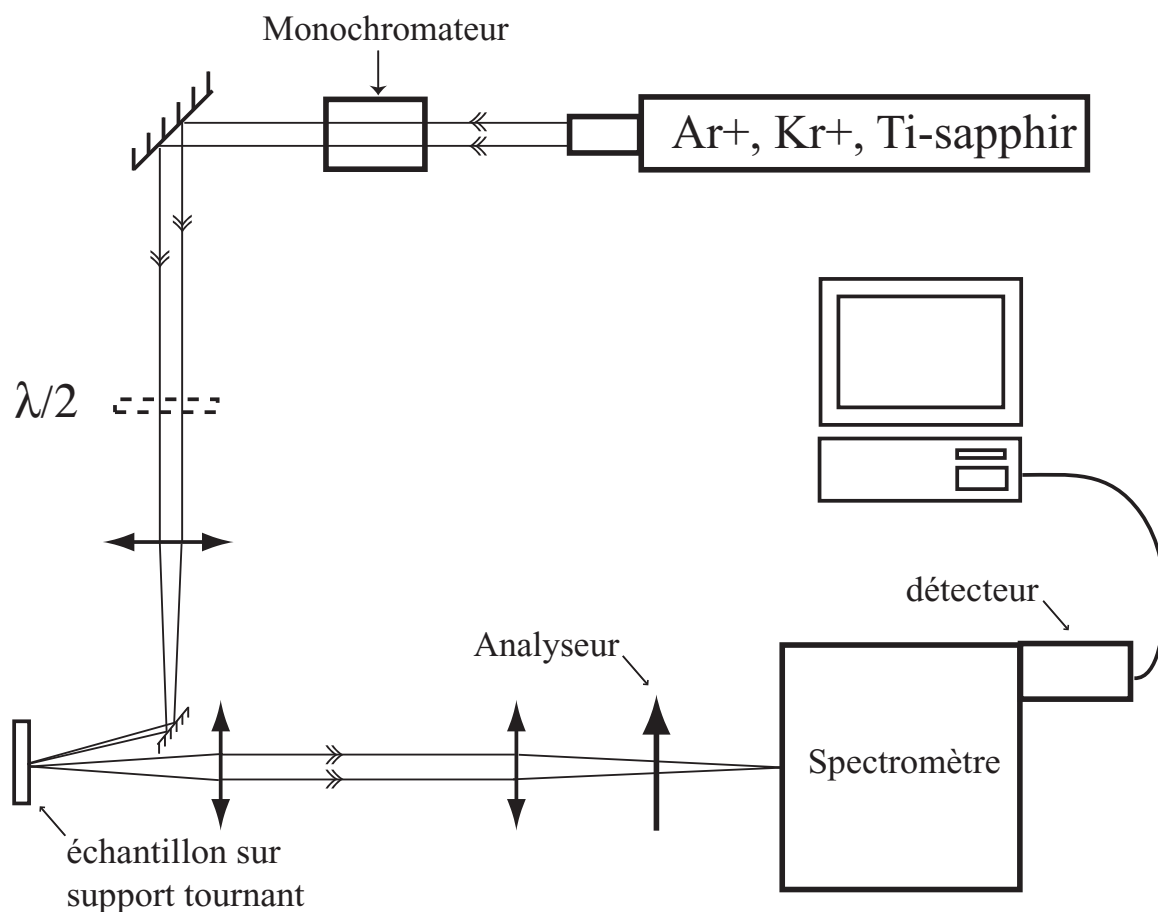 Monochromateur
Ar+, Kr+, Ti-sapphir
λ/2
détecteur
Analyseur
Spectromètre
échantillon sur
support tournant